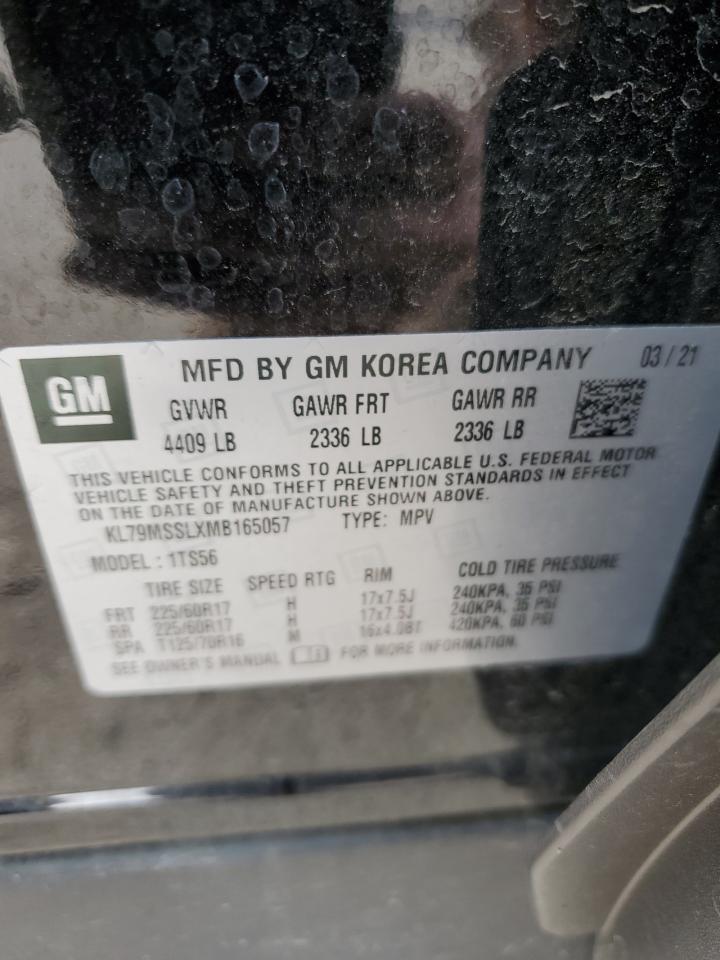 GM
MFD BY GM KOREA COMPANY 03/21
GVWR GAWR FRT GAWR RR
4409 LB 2336 LB 2336 LB
THIS VEHICLE CONFORMS TO ALL APPLICABLE U.S. FEDERAL MOTOR
VEHICLE SAFETY AND THEFT PREVENTION STANDARDS IN EFFECT
ON THE DATE OF MANUFACTURE SHOWN ABOVE.
KL79MSSLXMB165057 TYPE: MPV
MODEL: 1TS56
TIRE SIZE SPEED RTG RIM COLD TIRE PRESSURE
FRT 225/60R17 H 17x7.5J 240KPA, 35 PSI
RR 225/60R17 H 17x7.5J 240KPA, 35 PSI
SPA T125/70R16 M 16x4.0BT 420KPA, 60 PSI
SEE OWNER'S MANUAL FOR MORE INFORMATION.